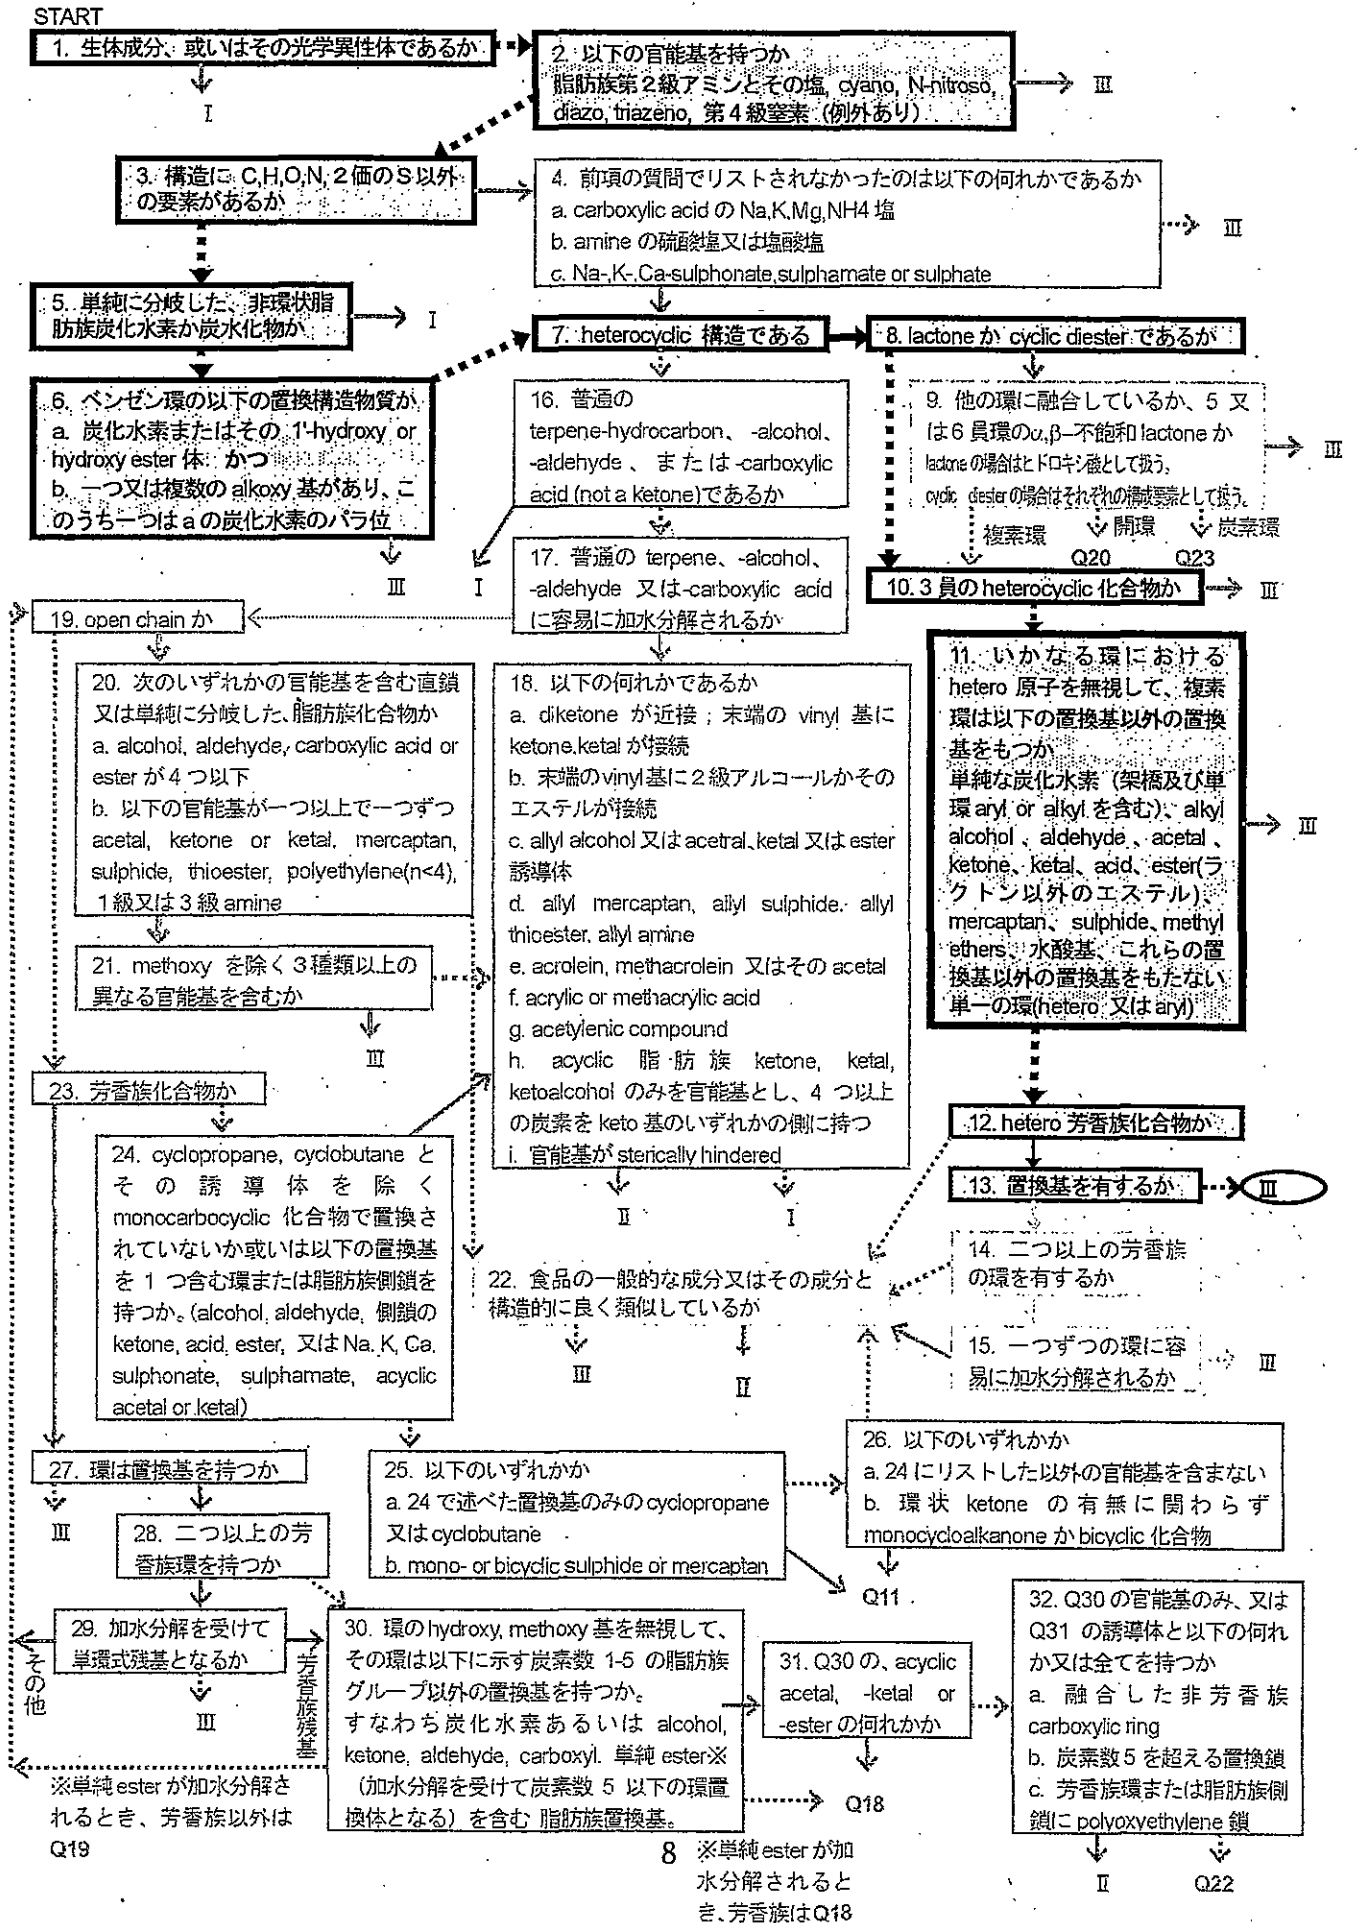 START
1. 生体成分、或いはその光学異性体であるか
I
2. 以下の官能基を持つか
脂肪族第2級アミンとその塩, cyano, N-nitroso,
diazo, triazeno, 第4級窒素（例外あり）
III
3. 構造に C,H,O,N, 2価のS以外
の要素があるか
4. 前項の質問でリストされなかったのは以下の何れかであるか
a. carboxylic acid の Na,K,Mg,NH4 塩
b. amine の硫酸塩又は塩酸塩
c. Na-,K-,Ca-sulphonate,sulphamate or sulphate
III
5. 単純に分岐した、非環状脂
肪族炭化水素か炭水化物か
I
6. ベンゼン環の以下の置換構造物質か
a. 炭化水素またはその 1'-hydroxy or
hydroxy ester 体 かつ
b. 一つ又は複数の alkoxy 基があり、こ
のうち一つは a の炭化水素のパラ位
III
7. heterocyclic 構造である
8. lactone か cyclic diester であるか
9. 他の環に融合しているか、5 又
は6 員環のα,β-不飽和 lactone か
lactone の場合はヒドロキシ酸として扱う。
cyclic diester の場合はそれぞれの構成要素として扱う。
III
複素環
開環
炭素環
Q20
Q23
10. 3 員の heterocyclic 化合物か
III
11. いかなる環における
hetero 原子を無視して、複素
環は以下の置換基以外の置換
基をもつか
単純な炭化水素（架橋及び単
環 aryl or alkyl を含む）、alkyl
alcohol 、aldehyde 、acetal 、
ketone、ketal、acid、ester(ラ
クトン以外のエステル)、
mercaptan、sulphide、methyl
ethers、水酸基、これらの置
換基以外の置換基をもたない
単一の環(hetero 又は aryl)
III
12. hetero 芳香族化合物か
13. 置換基を有するか
III
14. 二つ以上の芳香族
の環を有するか
15. 一つずつの環に容
易に加水分解されるか
III
16. 普通の
terpene-hydrocarbon、-alcohol、
-aldehyde 、または -carboxylic
acid (not a ketone)であるか
I
17. 普通の terpene、-alcohol、
-aldehyde 又は -carboxylic acid
に容易に加水分解されるか
18. 以下の何れかであるか
a. diketone が近接；末端の vinyl 基に
ketone,ketal が接続
b. 末端の vinyl 基に2級アルコールかその
エステルが接続
c. allyl alcohol 又は acetral、ketal 又は ester
誘導体
d. allyl mercaptan, allyl sulphide. allyl
thioester, allyl amine
e. acrolein, methacrolein 又はその acetal
f. acrylic or methacrylic acid
g. acetylenic compound
h. acyclic 脂肪族 ketone, ketal,
ketoalcohol のみを官能基とし、4 つ以上
の炭素を keto 基のいずれかの側に持つ
i. 官能基が sterically hindered
II
I
19. open chain か
20. 次のいずれかの官能基を含む直鎖
又は単純に分岐した、脂肪族化合物か
a. alcohol, aldehyde, carboxylic acid or
ester が4 つ以下
b. 以下の官能基が一つ以上で一つずつ
acetal, ketone or ketal, mercaptan,
sulphide, thioester, polyethylene(n<4),
1級又は3級 amine
21. methoxy を除く3種類以上の
異なる官能基を含むか
III
22. 食品の一般的な成分又はその成分と
構造的に良く類似しているか
III
II
23. 芳香族化合物か
24. cyclopropane, cyclobutane と
その誘導体を除く
monocarbocyclic 化合物で置換さ
れていないか或いは以下の置換基
を 1 つ含む環または脂肪族側鎖を
持つか。(alcohol, aldehyde, 側鎖の
ketone, acid, ester, 又は Na, K, Ca,
sulphonate, sulphamate, acyclic
acetal or ketal)
25. 以下のいずれかか
a. 24 で述べた置換基のみの cyclopropane
又は cyclobutane
b. mono- or bicyclic sulphide or mercaptan
Q11
26. 以下のいずれかか
a. 24 にリストした以外の官能基を含まない
b. 環状 ketone の有無に関わらず
monocycloalkanone か bicyclic 化合物
27. 環は置換基を持つか
III
28. 二つ以上の芳
香族環を持つか
29. 加水分解を受けて
単環式残基となるか
その他
芳香族残基
III
30. 環の hydroxy, methoxy 基を無視して、
その環は以下に示す炭素数 1-5 の脂肪族
グループ以外の置換基を持つか。
すなわち炭化水素あるいは alcohol,
ketone, aldehyde, carboxyl. 単純 ester※
（加水分解を受けて炭素数 5 以下の環置
換体となる）を含む 脂肪族置換基。
31. Q30 の、acyclic
acetal, -ketal or
-ester の何れかか
Q18
32. Q30 の官能基のみ、又は
Q31 の誘導体と以下の何れ
か又は全てを持つか
a. 融合した非芳香族
carboxylic ring
b. 炭素数5 を超える置換鎖
c. 芳香族環または脂肪族側
鎖に polyoxyethylene 鎖
II
Q22
※単純 ester が加水分解さ
れるとき、芳香族以外は
Q19
※単純 ester が加
水分解されると
き、芳香族は Q18
8